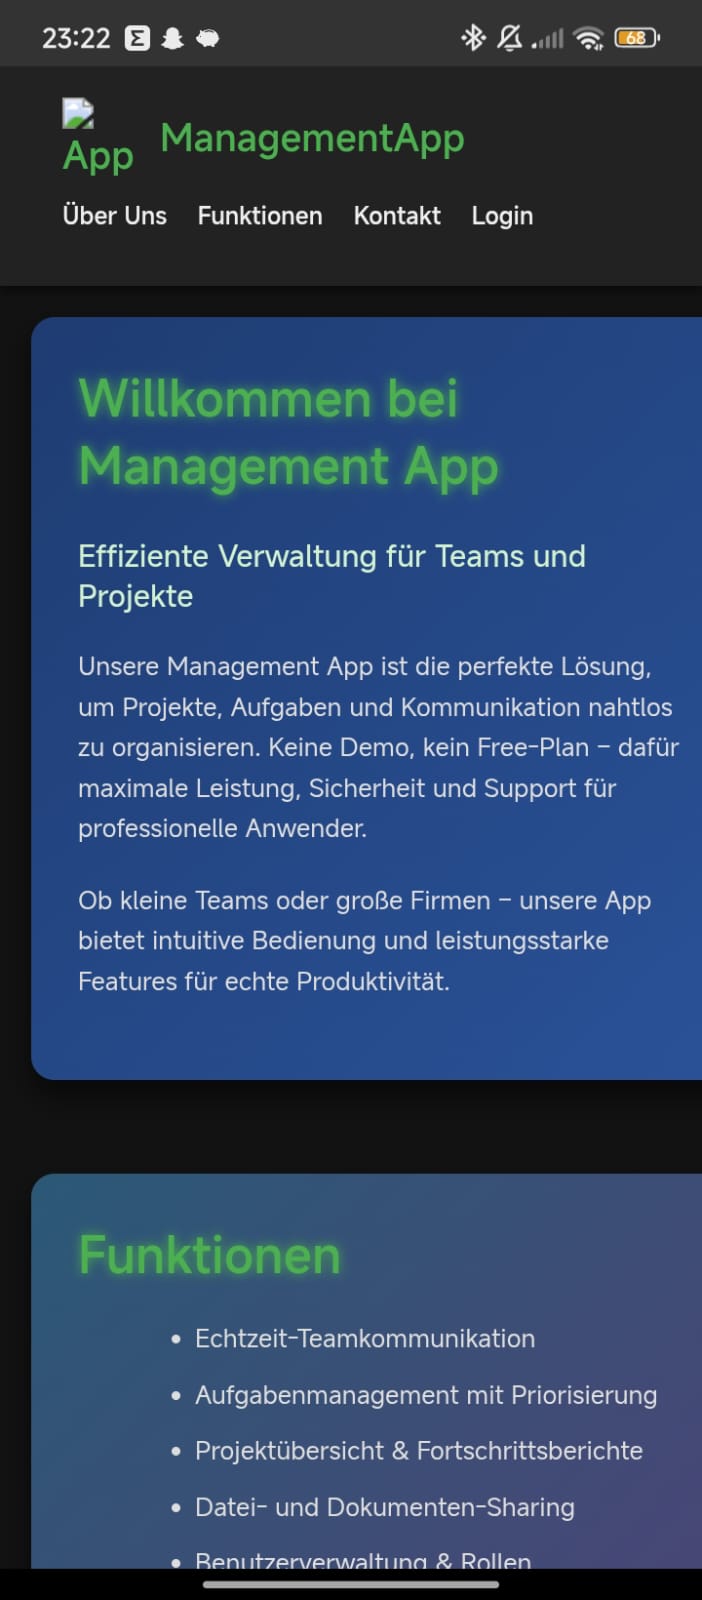 23:22
68
App
ManagementApp
Über Uns Funktionen Kontakt Login
Willkommen bei
Management App
Effiziente Verwaltung für Teams und
Projekte
Unsere Management App ist die perfekte Lösung,
um Projekte, Aufgaben und Kommunikation nahtlos
zu organisieren. Keine Demo, kein Free-Plan – dafür
maximale Leistung, Sicherheit und Support für
professionelle Anwender.
Ob kleine Teams oder große Firmen – unsere App
bietet intuitive Bedienung und leistungsstarke
Features für echte Produktivität.
Funktionen
• Echtzeit-Teamkommunikation
• Aufgabenmanagement mit Priorisierung
• Projektübersicht & Fortschrittsberichte
• Datei- und Dokumenten-Sharing
• Benutzerverwaltung & Rollen